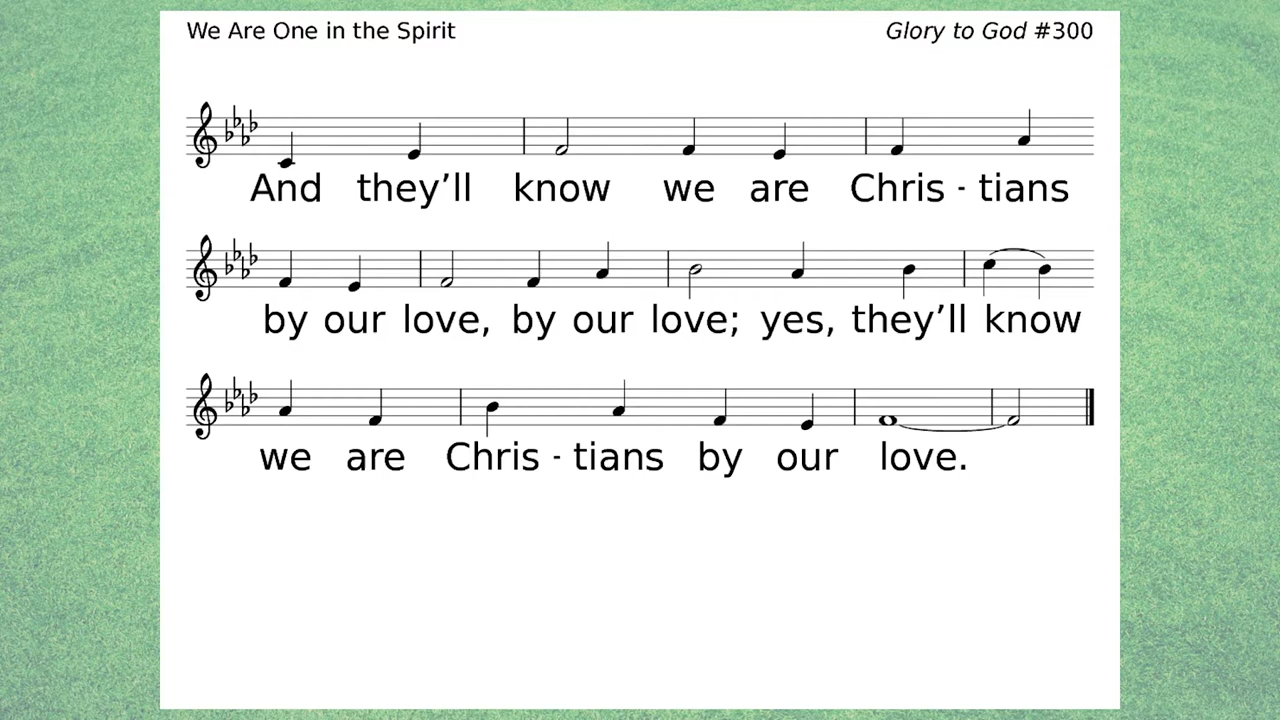 We Are One in the Spirit Glory to God #300
And they’ll know we are Chris - tians
by our love, by our love; yes, they’ll know
we are Chris - tians by our love.